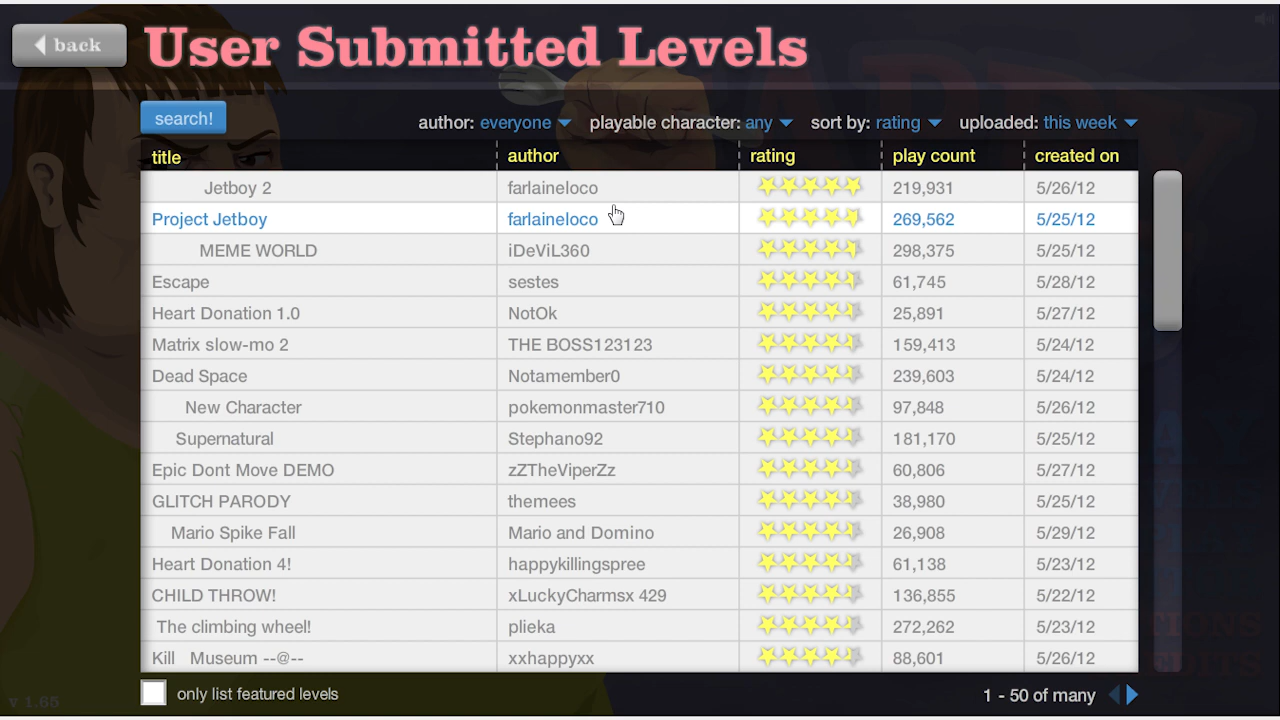 back User Submitted Levels
search! author: everyone playable character: any sort by: rating uploaded: this week
title author rating play count created on
Jetboy 2 farlaineloco 219,931 5/26/12
Project Jetboy farlaineloco 269,562 5/25/12
MEME WORLD iDeViL360 298,375 5/25/12
Escape sestes 61,745 5/28/12
Heart Donation 1.0 NotOk 25,891 5/27/12
Matrix slow-mo 2 THE BOSS123123 159,413 5/24/12
Dead Space Notamember0 239,603 5/24/12
New Character pokemonmaster710 97,848 5/26/12
Supernatural Stephano92 181,170 5/25/12
Epic Dont Move DEMO zZTheViperZz 60,806 5/27/12
GLITCH PARODY themees 38,980 5/25/12
Mario Spike Fall Mario and Domino 26,908 5/29/12
Heart Donation 4! happykillingspree 61,138 5/23/12
CHILD THROW! xLuckyCharmsx 429 136,855 5/22/12
The climbing wheel! plieka 272,262 5/23/12
Kill Museum --@-- xxhappyxx 88,601 5/26/12
only list featured levels 1 - 50 of many
v 1.65